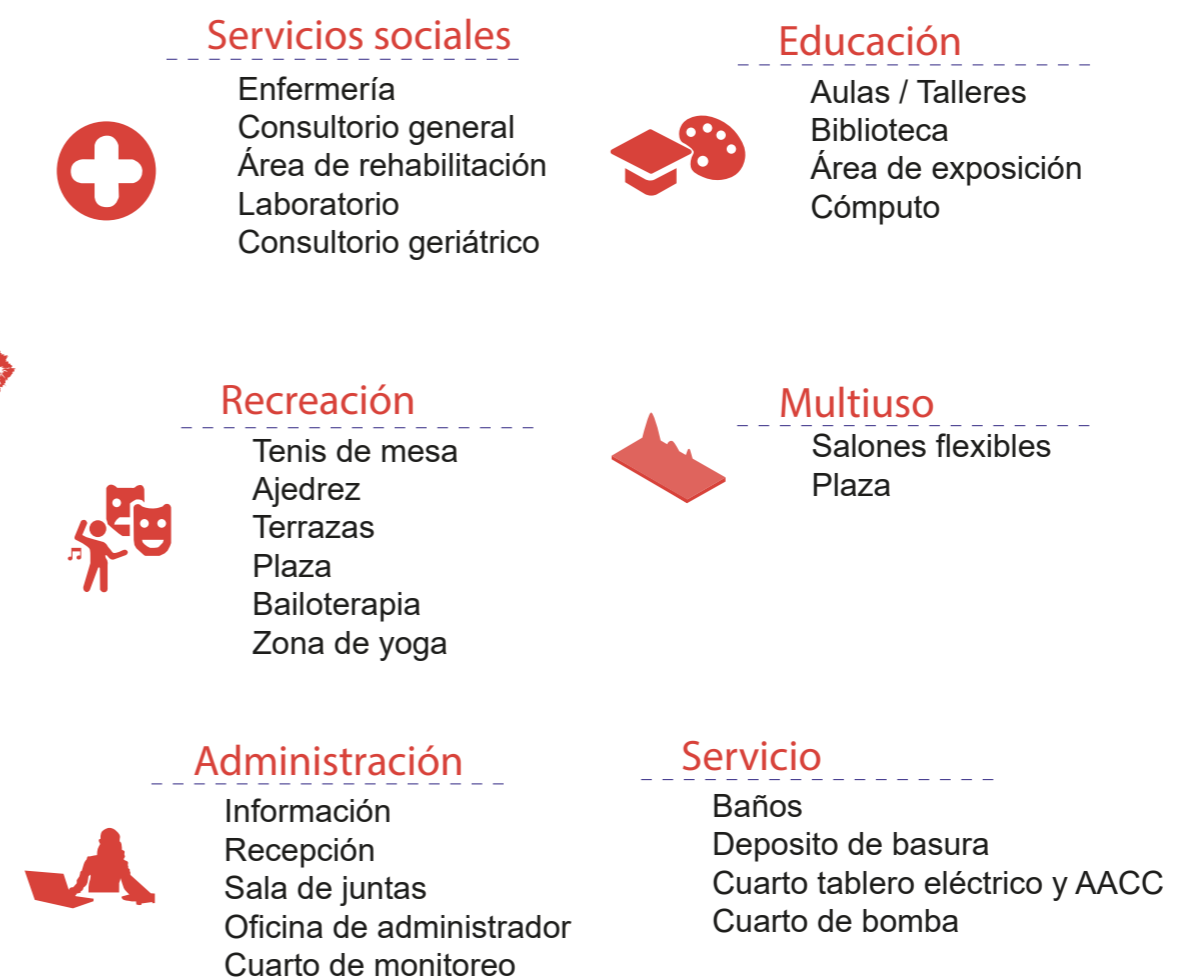 Servicios sociales
Enfermería
Consultorio general
Área de rehabilitación
Laboratorio
Consultorio geriátrico
Educación
Aulas / Talleres
Biblioteca
Área de exposición
Cómputo
Recreación
Tenis de mesa
Ajedrez
Terrazas
Plaza
Bailoterapia
Zona de yoga
Multiuso
Salones flexibles
Plaza
Administración
Información
Recepción
Sala de juntas
Oficina de administrador
Cuarto de monitoreo
Servicio
Baños
Deposito de basura
Cuarto tablero eléctrico y AACC
Cuarto de bomba